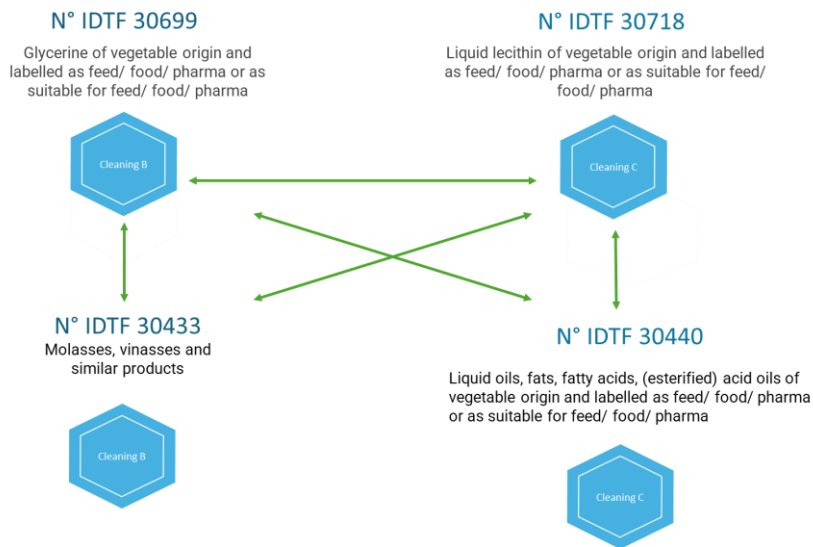 N° IDTF 30699
Glycerine of vegetable origin and
labelled as feed/ food/ pharma or as
suitable for feed/ food/ pharma
Cleaning B
N° IDTF 30718
Liquid lecithin of vegetable origin and labelled
as feed/ food/ pharma or as suitable for feed/
food/ pharma
Cleaning C
N° IDTF 30433
Molasses, vinasses and
similar products
Cleaning B
N° IDTF 30440
Liquid oils, fats, fatty acids, (esterified) acid oils of
vegetable origin and labelled as feed/ food/ pharma
or as suitable for feed/ food/ pharma
Cleaning C